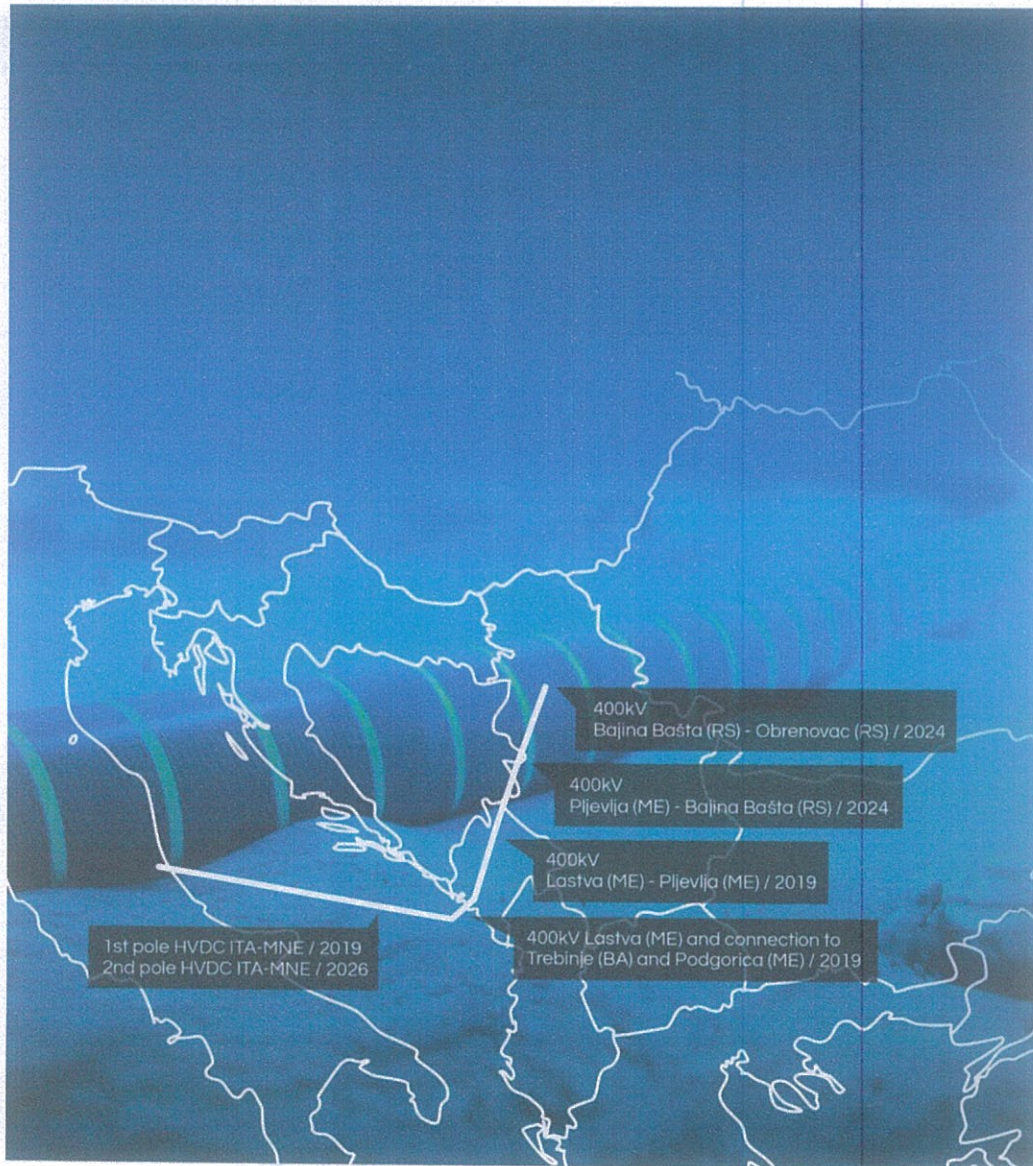 400kV
Bajina Bašta (RS) - Obrenovac (RS) / 2024
400kV
Pljevlja (ME) - Bajina Bašta (RS) / 2024
400kV
Lastva (ME) - Pljevlja (ME) / 2019
400kV Lastva (ME) and connection to
Trebinje (BA) and Podgorica (ME) / 2019
1st pole HVDC ITA-MNE / 2019
2nd pole HVDC ITA-MNE / 2026